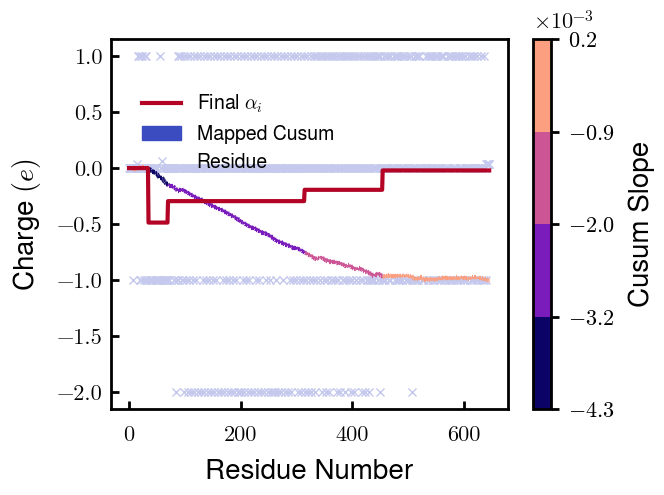 ×10⁻³
1.0
0.5
0.0
−0.5
−1.0
−1.5
−2.0
Charge (e)
Final αᵢ
Mapped Cusum
Residue
0
200
400
600
Residue Number
0.2
−0.9
−2.0
−3.2
−4.3
Cusum Slope